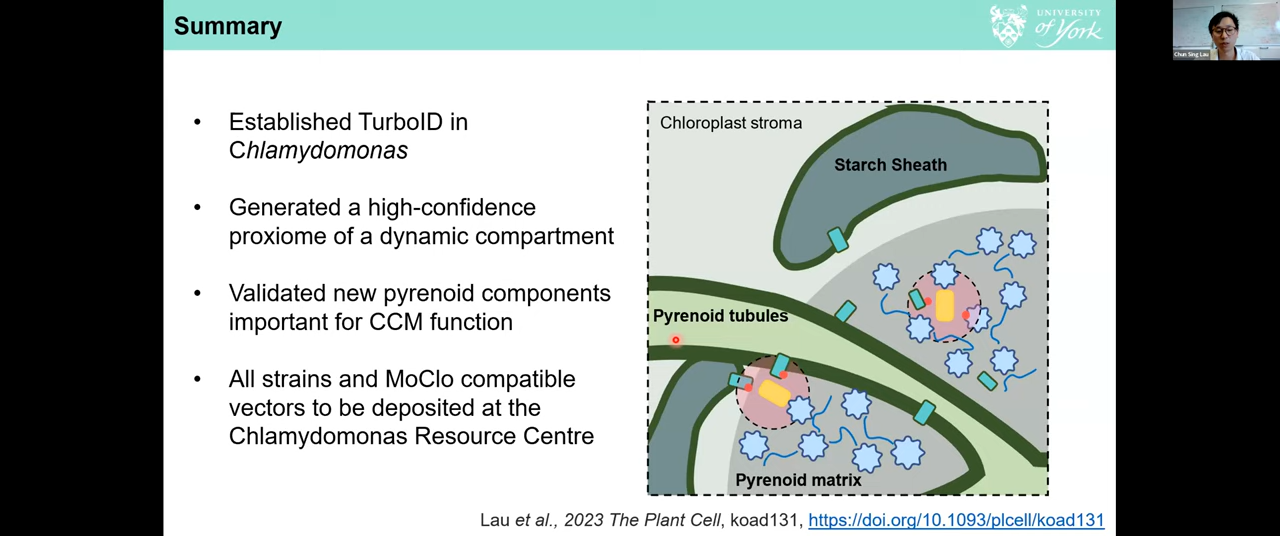 Summary
UNIVERSITY
of York
Chun Sing Lau
• Established TurboID in
Chlamydomonas
• Generated a high-confidence
proxiome of a dynamic compartment
• Validated new pyrenoid components
important for CCM function
• All strains and MoClo compatible
vectors to be deposited at the
Chlamydomonas Resource Centre
Chloroplast stroma
Starch Sheath
Pyrenoid tubules
Pyrenoid matrix
Lau et al., 2023 The Plant Cell, koad131, https://doi.org/10.1093/plcell/koad131